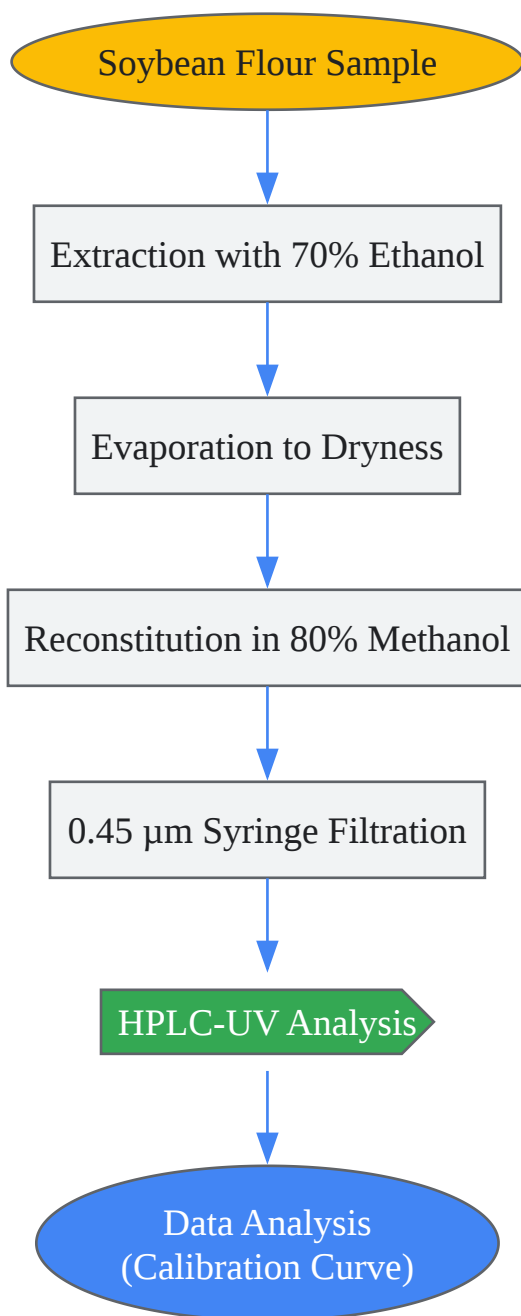 Soybean Flour Sample
Extraction with 70% Ethanol
Evaporation to Dryness
Reconstitution in 80% Methanol
0.45 µm Syringe Filtration
HPLC-UV Analysis
Data Analysis
(Calibration Curve)